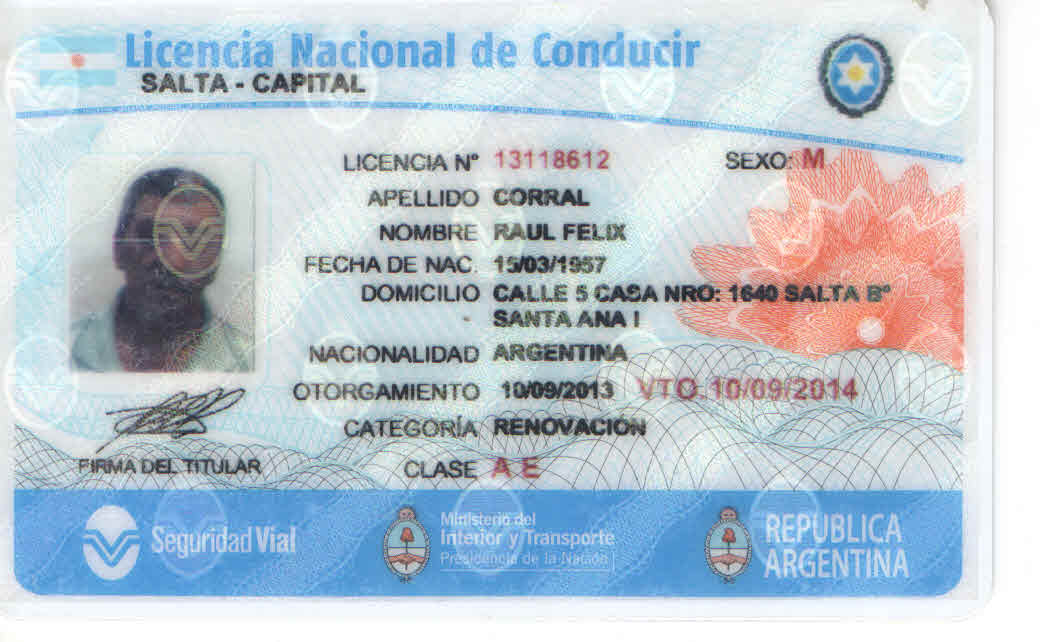 Licencia Nacional de Conducir
SALTA - CAPITAL
LICENCIA Nº 13118612 SEXO: M
APELLIDO CORRAL
NOMBRE RAUL FELIX
FECHA DE NAC. 15/03/1957
DOMICILIO CALLE 5 CASA NRO: 1640 SALTA Bº
SANTA ANA I
NACIONALIDAD ARGENTINA
OTORGAMIENTO 10/09/2013 VTO.10/09/2014
CATEGORÍA RENOVACION
FIRMA DEL TITULAR CLASE A E
Seguridad Vial
Ministerio del
Interior y Transporte
Presidencia de la Nación
REPÚBLICA
ARGENTINA